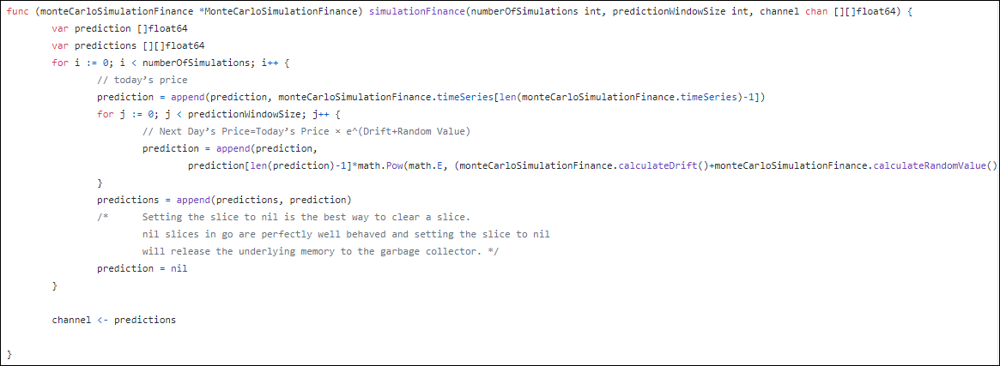 func (monteCarloSimulationFinance *MonteCarloSimulationFinance) simulationFinance(numberOfSimulations int, predictionWindowSize int, channel chan [][]float64) {
var prediction []float64
var predictions [][]float64
for i := 0; i < numberOfSimulations; i++ {
// today’s price
prediction = append(prediction, monteCarloSimulationFinance.timeSeries[len(monteCarloSimulationFinance.timeSeries)-1])
for j := 0; j < predictionWindowSize; j++ {
// Next Day’s Price=Today’s Price × e^(Drift+Random Value)
prediction = append(prediction,
prediction[len(prediction)-1]*math.Pow(math.E, (monteCarloSimulationFinance.calculateDrift()+monteCarloSimulationFinance.calculateRandomValue()
}
predictions = append(predictions, prediction)
/* Setting the slice to nil is the best way to clear a slice.
nil slices in go are perfectly well behaved and setting the slice to nil
will release the underlying memory to the garbage collector. */
prediction = nil
}
channel <- predictions
}